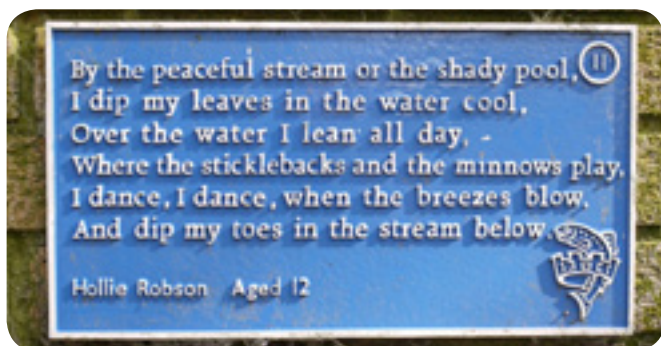 By the peaceful stream or the shady pool,
11
I dip my leaves in the water cool,
Over the water I lean all day,
Where the sticklebacks and the minnows play.
I dance, I dance, when the breezes blow,
And dip my toes in the stream below.
Hollie Robson Aged 12